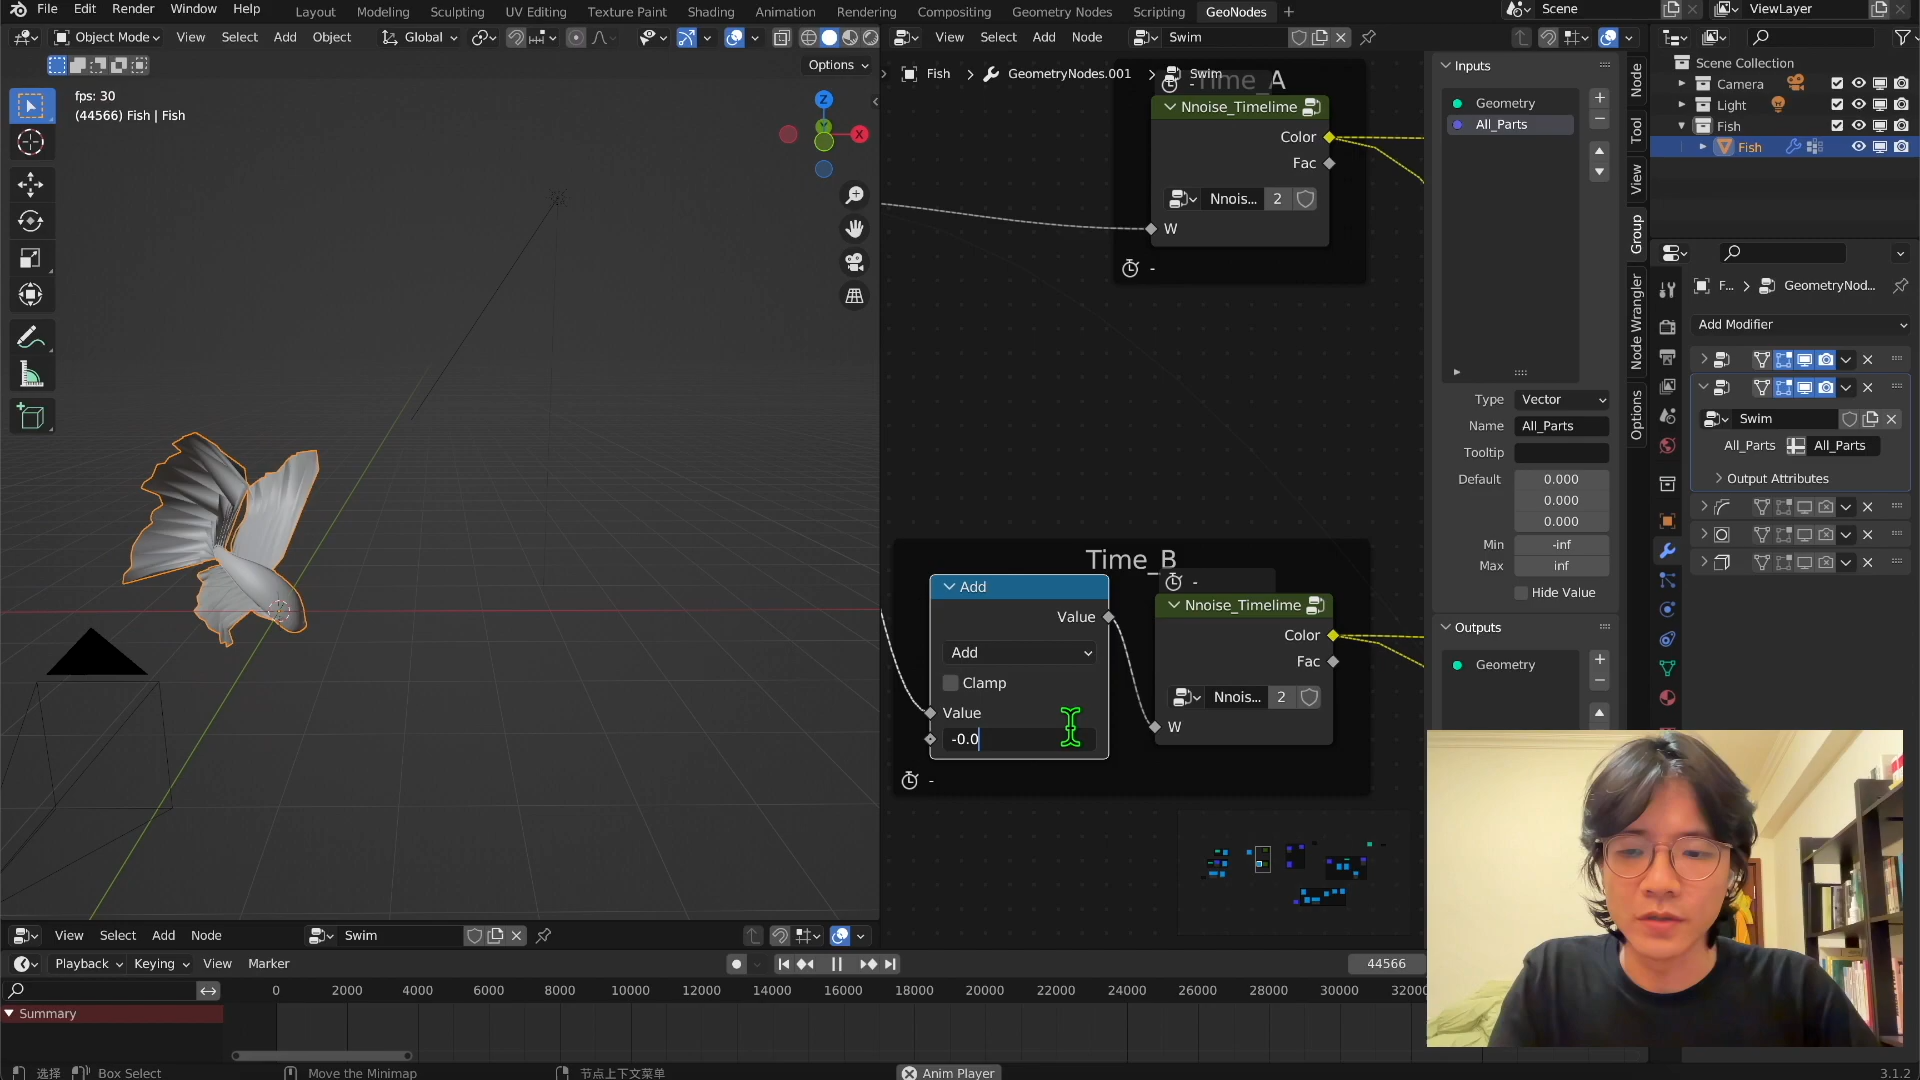 File Edit Render Window Help
Layout Modeling Sculpting UV Editing Texture Paint Shading Animation Rendering Compositing Geometry Nodes Scripting GeoNodes +
Scene
ViewLayer
Object Mode View Select Add Object
Global
View Select Add Node
Swim
Options
fps: 30
(44566) Fish | Fish
Z
Y
X
Fish > GeometryNodes.001 > Swim
Time_A
-
Nnoise_Timelime
Color
Fac
Nnois... 2
W
-
Time_B
-
Add
Value
Add
Clamp
Value
-0.0
Nnoise_Timelime
Color
Fac
Nnois... 2
W
-
Inputs
Geometry
All_Parts
Type Vector
Name All_Parts
Tooltip
Default 0.000
0.000
0.000
Min -inf
Max inf
Hide Value
Outputs
Geometry
Node
Tool
View
Group
Node Wrangler
Options
Scene Collection
Camera
Light
Fish
Fish
F... > GeometryNod...
Add Modifier
Swim
All_Parts All_Parts
Output Attributes
View Select Add Node
Swim
Playback Keying View Marker
44566
0 2000 4000 6000 8000 10000 12000 14000 16000 18000 20000 22000 24000 26000 28000 30000 32000
Summary
选择 Box Select Move the Minimap 节点上下文菜单 Anim Player
3.1.2